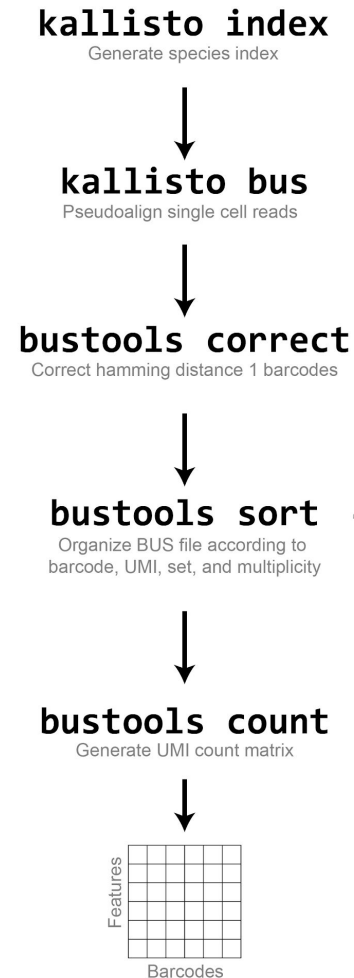 kallisto index
Generate species index
kallisto bus
Pseudoalign single cell reads
bustools correct
Correct hamming distance 1 barcodes
bustools sort
Organize BUS file according to
barcode, UMI, set, and multiplicity
bustools count
Generate UMI count matrix
Features
Barcodes